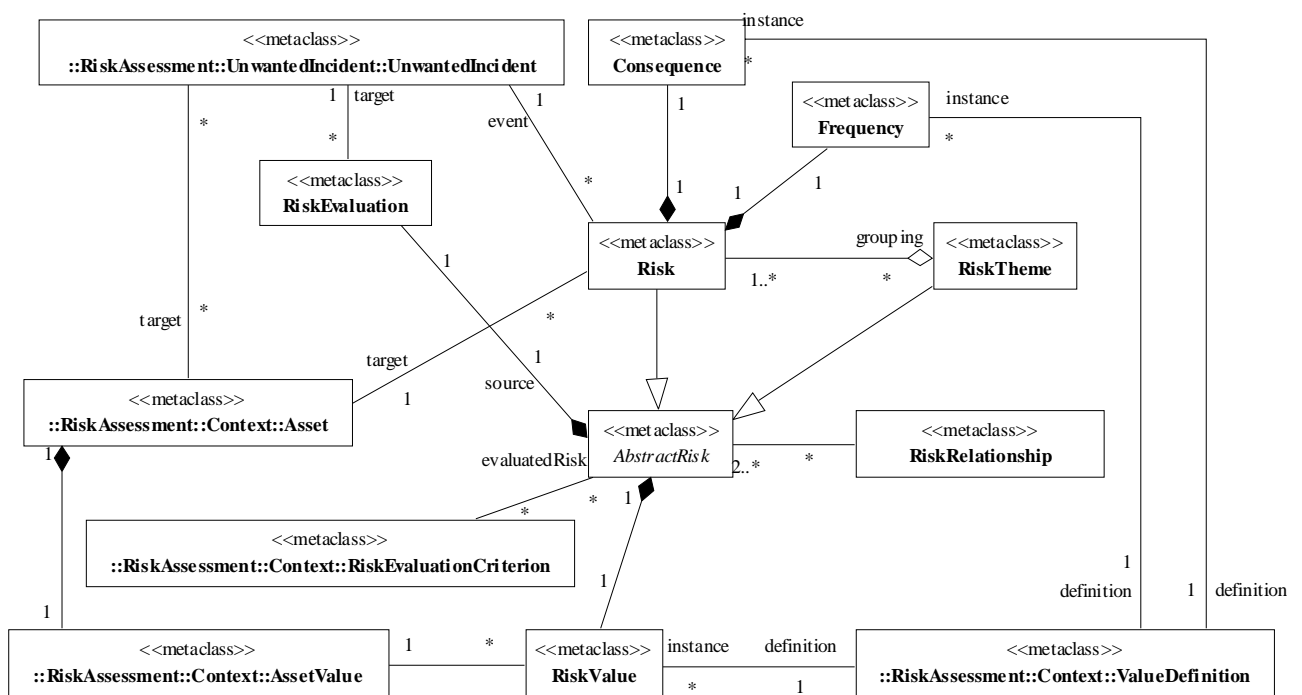 <<metaclass>>
::RiskAssessment::UnwantedIncident::UnwantedIncident
<<metaclass>>
Consequence
instance
*
1
target
1
event
*
*
1
<<metaclass>>
Frequency
instance
*
<<metaclass>>
RiskEvaluation
1
1
1
1
*
<<metaclass>>
Risk
grouping
1..*
*
<<metaclass>>
RiskTheme
1
*
target
*
target
1
1
source
<<metaclass>>
::RiskAssessment::Context::Asset
1
<<metaclass>>
AbstractRisk
evaluatedRisk
2..*
*
<<metaclass>>
RiskRelationship
*
*
1
<<metaclass>>
::RiskAssessment::Context::RiskEvaluationCriterion
1
definition
1
definition
1
1
<<metaclass>>
::RiskAssessment::Context::AssetValue
1
*
<<metaclass>>
RiskValue
instance
definition
*
1
<<metaclass>>
::RiskAssessment::Context::ValueDefinition